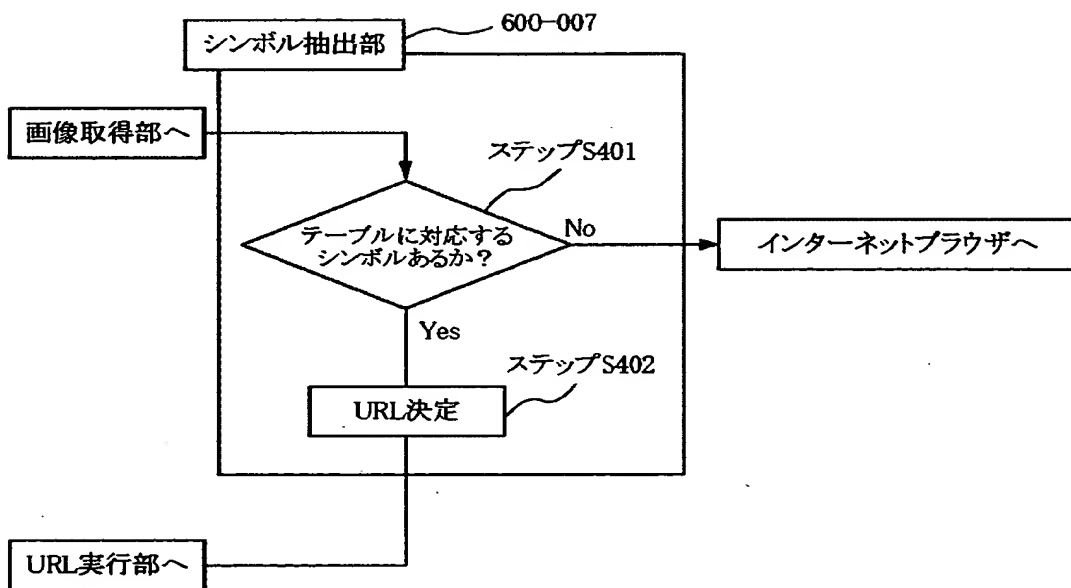 600-007
シンボル抽出部
画像取得部へ
ステップS401
テーブルに対応する
シンボルあるか？
No
インターネットブラウザへ
Yes
ステップS402
URL決定
URL実行部へ